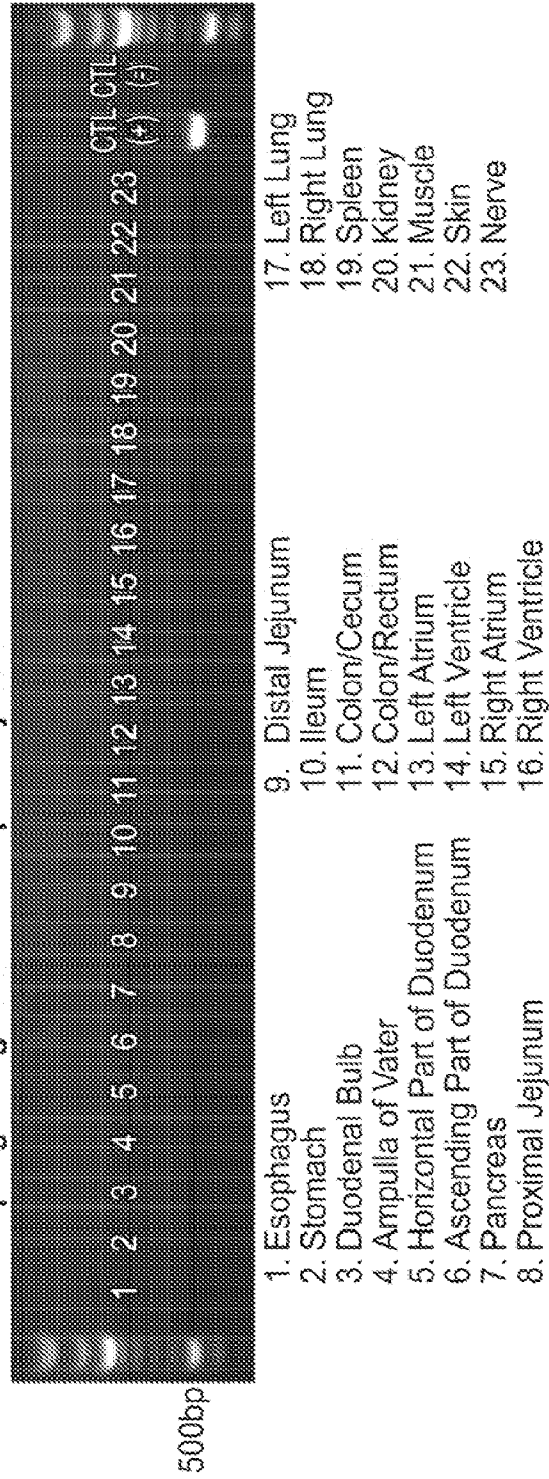 1 2 3 4 5 6 7 8 9 10 11 12 13 14 15 16 17 18 19 20 21 22 23 CTL (+) CTL (-)
500bp
1. Esophagus
2. Stomach
3. Duodenal Bulb
4. Ampulla of Vater
5. Horizontal Part of Duodenum
6. Ascending Part of Duodenum
7. Pancreas
8. Proximal Jejunum
9. Distal Jejunum
10. Ileum
11. Colon/Cecum
12. Colon/Rectum
13. Left Atrium
14. Left Ventricle
15. Right Atrium
16. Right Ventricle
17. Left Lung
18. Right Lung
19. Spleen
20. Kidney
21. Muscle
22. Skin
23. Nerve